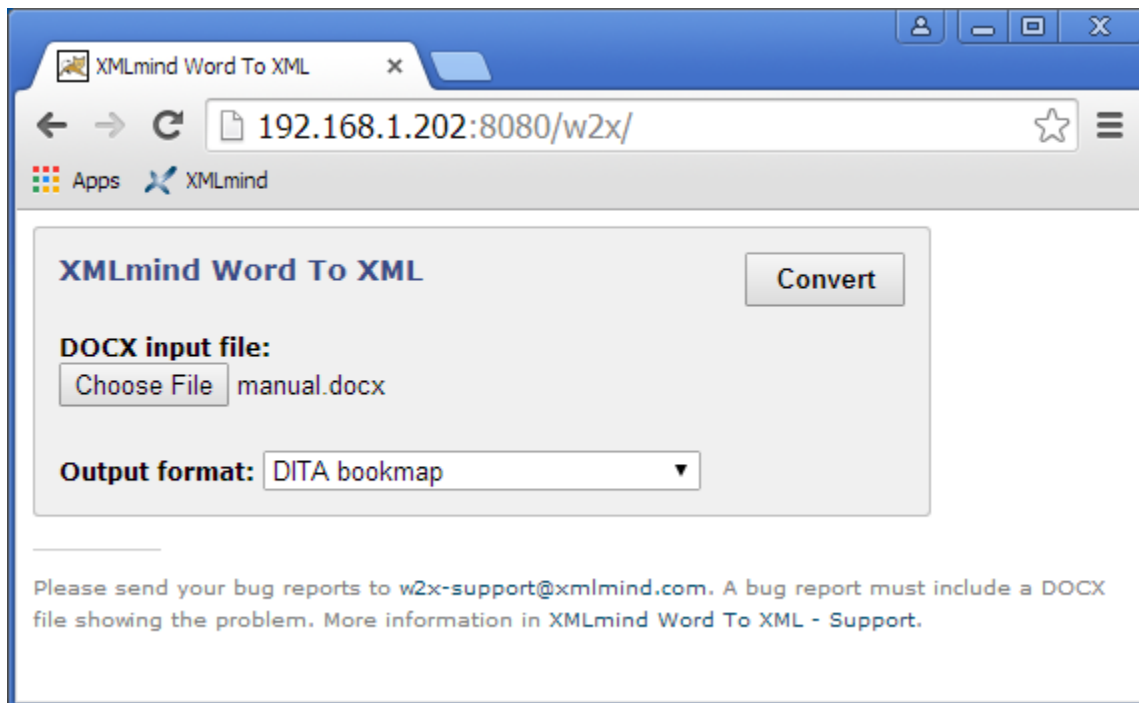 XMLmind Word To XML
192.168.1.202:8080/w2x/
Apps XMLmind
XMLmind Word To XML
Convert
DOCX input file:
Choose File manual.docx
Output format: DITA bookmap
Please send your bug reports to w2x-support@xmlmind.com. A bug report must include a DOCX
file showing the problem. More information in XMLmind Word To XML - Support.